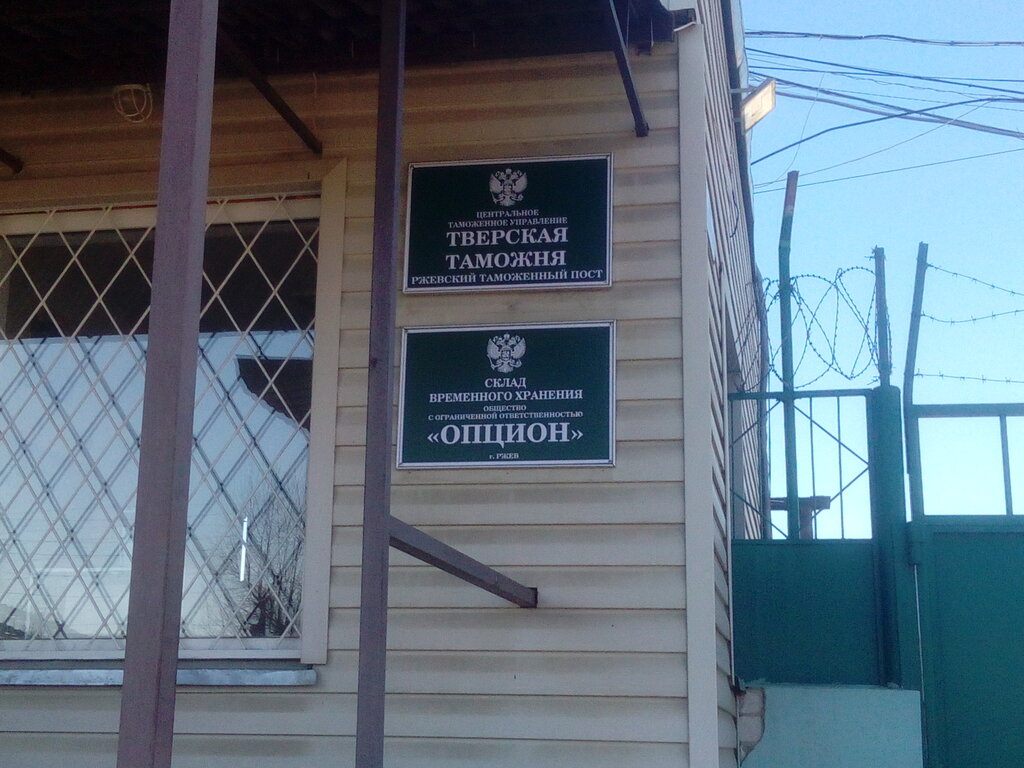 ЦЕНТРАЛЬНОЕ
ТАМОЖЕННОЕ УПРАВЛЕНИЕ
ТВЕРСКАЯ
ТАМОЖНЯ
РЖЕВСКИЙ ТАМОЖЕННЫЙ ПОСТ
СКЛАД
ВРЕМЕННОГО ХРАНЕНИЯ
ОБЩЕСТВО
С ОГРАНИЧЕННОЙ ОТВЕТСТВЕННОСТЬЮ
«ОПЦИОН»
г. РЖЕВ